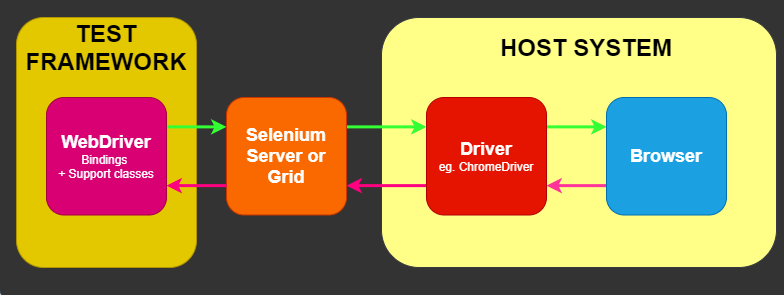 TEST
FRAMEWORK
HOST SYSTEM
WebDriver
Bindings
+ Support classes
Selenium
Server or
Grid
Driver
eg. ChromeDriver
Browser